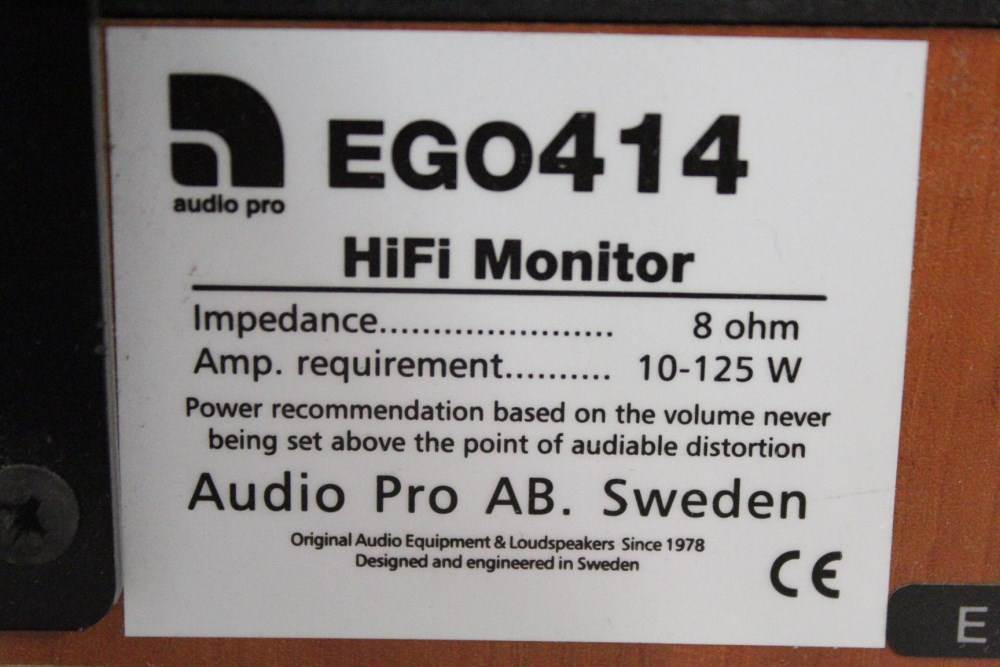 audio pro
EGO414
HiFi Monitor
Impedance...................... 8 ohm
Amp. requirement.......... 10-125 W
Power recommendation based on the volume never
being set above the point of audiable distortion
Audio Pro AB. Sweden
Original Audio Equipment & Loudspeakers Since 1978
Designed and engineered in Sweden
CE
E